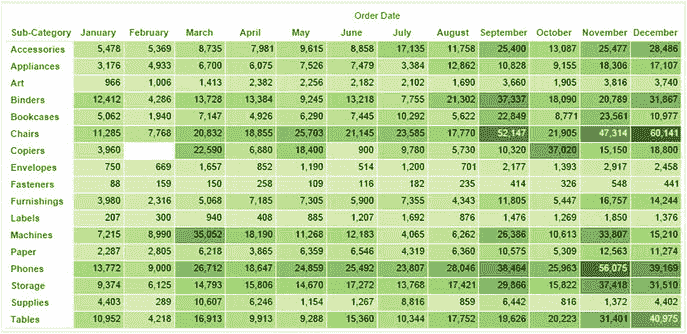 Order Date
Sub-Category January February March April May June July August September October November December
Accessories 5,478 5,369 8,735 7,981 9,615 8,858 17,135 11,758 25,400 13,087 25,477 28,486
Appliances 3,176 4,933 6,700 6,075 7,526 7,479 3,384 12,862 10,828 9,155 18,306 17,107
Art 966 1,006 1,413 2,382 2,256 2,182 2,102 1,690 3,660 1,905 3,816 3,740
Binders 12,412 4,286 13,728 13,384 9,245 13,218 7,755 21,302 37,337 18,090 20,789 31,867
Bookcases 5,062 1,940 7,147 4,926 6,290 7,445 10,292 5,622 22,849 8,771 23,561 10,977
Chairs 11,285 7,768 20,832 18,855 25,703 21,145 23,585 17,770 52,147 21,905 47,314 60,141
Copiers 3,960 22,590 6,880 18,400 900 9,780 5,730 10,320 37,020 15,150 18,800
Envelopes 750 669 1,657 852 1,190 514 1,200 701 2,177 1,393 2,917 2,458
Fasteners 88 159 150 258 109 116 182 235 414 326 548 441
Furnishings 3,980 2,316 5,068 7,185 7,305 5,900 7,355 4,343 11,805 5,447 16,757 14,244
Labels 207 300 940 408 885 1,207 1,692 876 1,476 1,269 1,850 1,376
Machines 7,215 8,990 35,052 18,190 11,268 12,183 4,065 6,262 26,386 10,613 33,807 15,210
Paper 2,287 2,805 6,218 3,865 6,359 6,546 4,319 6,360 10,575 5,309 12,563 11,274
Phones 13,772 9,000 26,712 18,647 24,859 25,492 23,807 28,046 38,464 25,963 56,075 39,169
Storage 9,374 6,125 14,793 15,806 14,670 17,272 13,768 17,421 29,866 15,822 37,418 31,510
Supplies 4,403 289 10,607 6,246 1,154 1,267 8,816 859 6,442 816 1,372 4,402
Tables 10,952 4,218 16,913 9,913 9,288 15,360 10,344 17,752 19,626 20,223 31,401 40,975